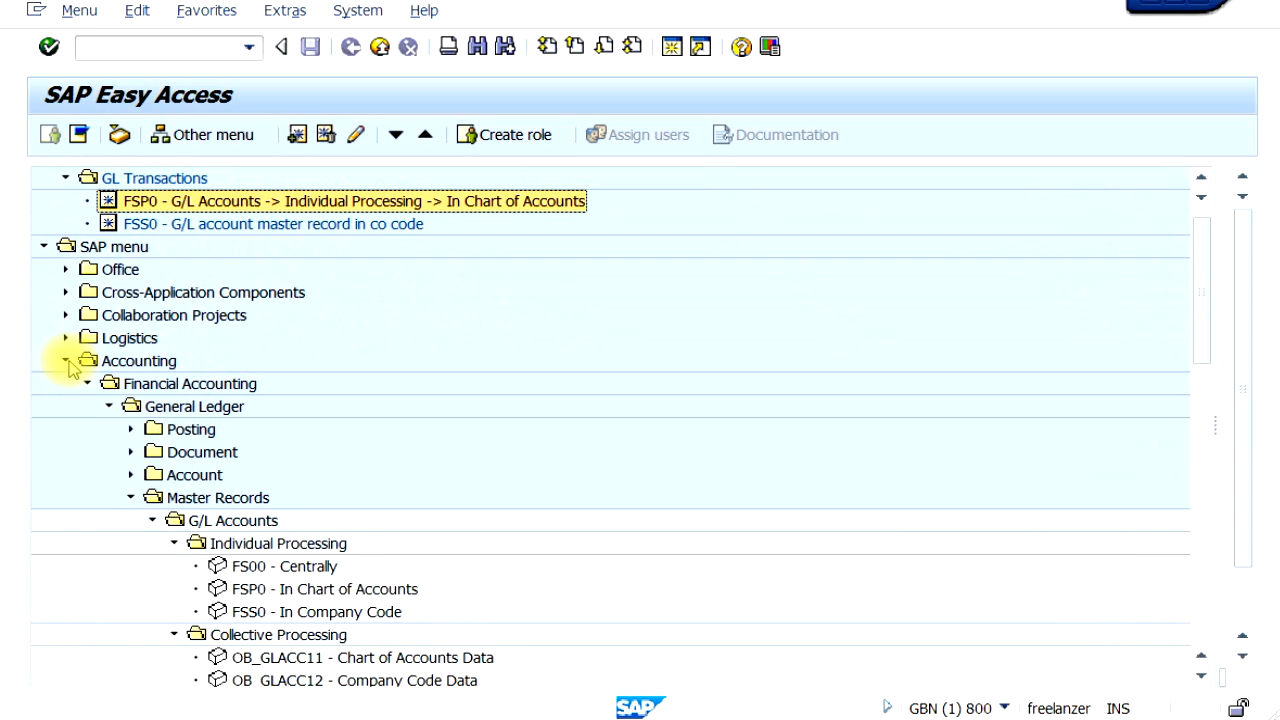 Menu Edit Favorites Extras System Help
SAP Easy Access
Other menu Create role Assign users Documentation
GL Transactions
FSP0 - G/L Accounts -> Individual Processing -> In Chart of Accounts
FSS0 - G/L account master record in co code
SAP menu
Office
Cross-Application Components
Collaboration Projects
Logistics
Accounting
Financial Accounting
General Ledger
Posting
Document
Account
Master Records
G/L Accounts
Individual Processing
FS00 - Centrally
FSP0 - In Chart of Accounts
FSS0 - In Company Code
Collective Processing
OB_GLACC11 - Chart of Accounts Data
OB_GLACC12 - Company Code Data
SAP GBN (1) 800 freelanzer INS